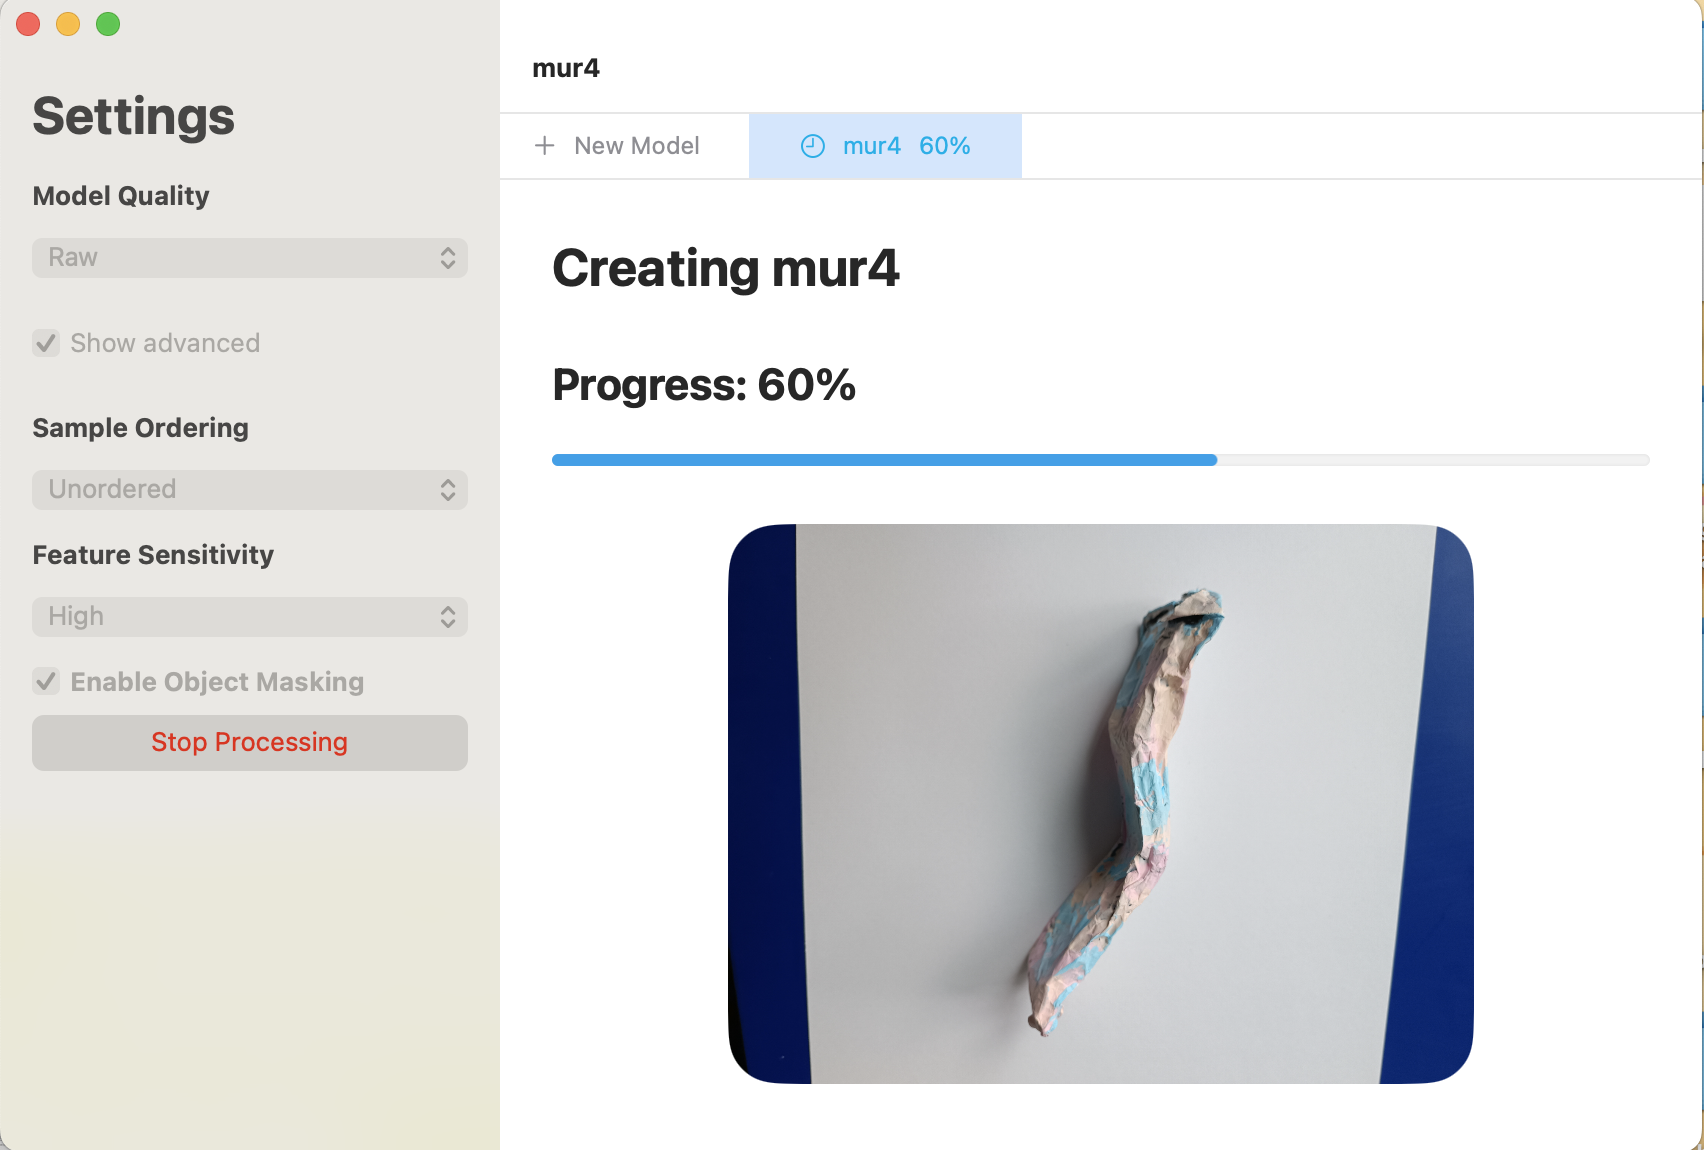 Settings
Model Quality
Raw
Show advanced
Sample Ordering
Unordered
Feature Sensitivity
High
Enable Object Masking
Stop Processing
mur4
New Model
mur4 60%
Creating mur4
Progress: 60%